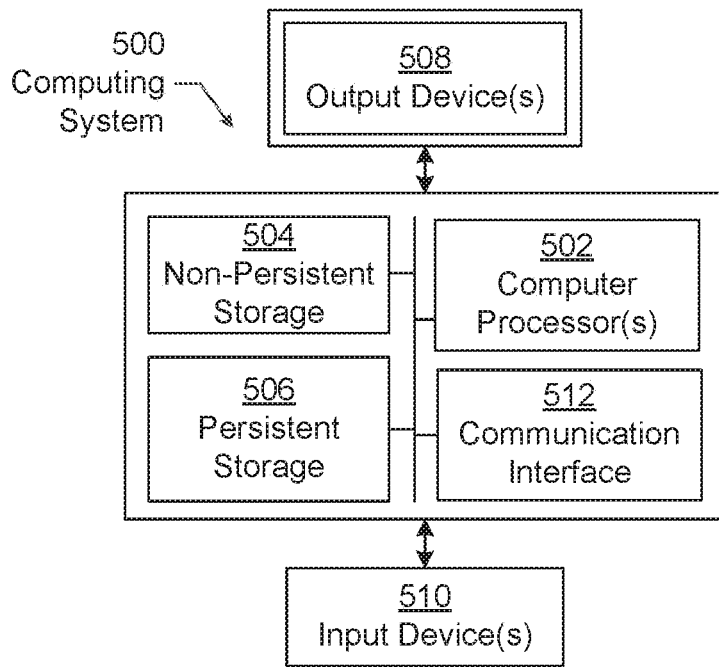 500
Computing
System
508
Output Device(s)
504
Non-Persistent
Storage
502
Computer
Processor(s)
506
Persistent
Storage
512
Communication
Interface
510
Input Device(s)